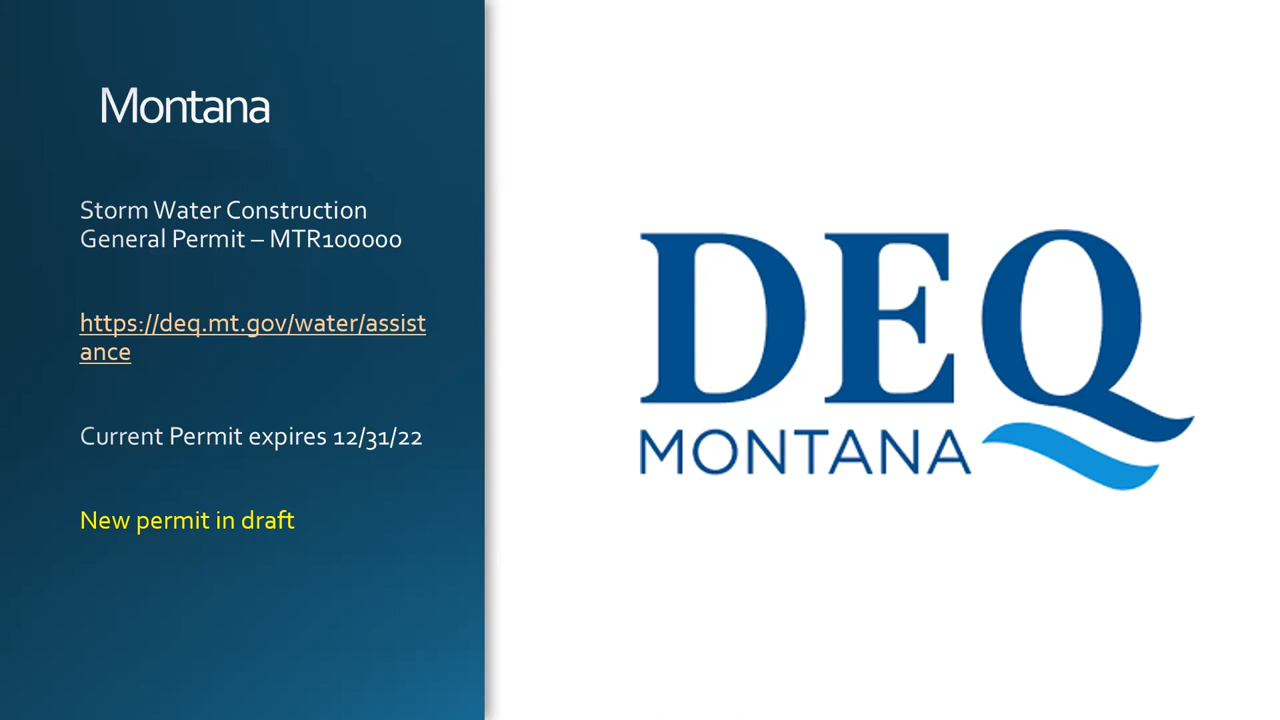 Montana
Storm Water Construction
General Permit – MTR100000
https://deq.mt.gov/water/assist
ance
Current Permit expires 12/31/22
New permit in draft
DEQ
MONTANA